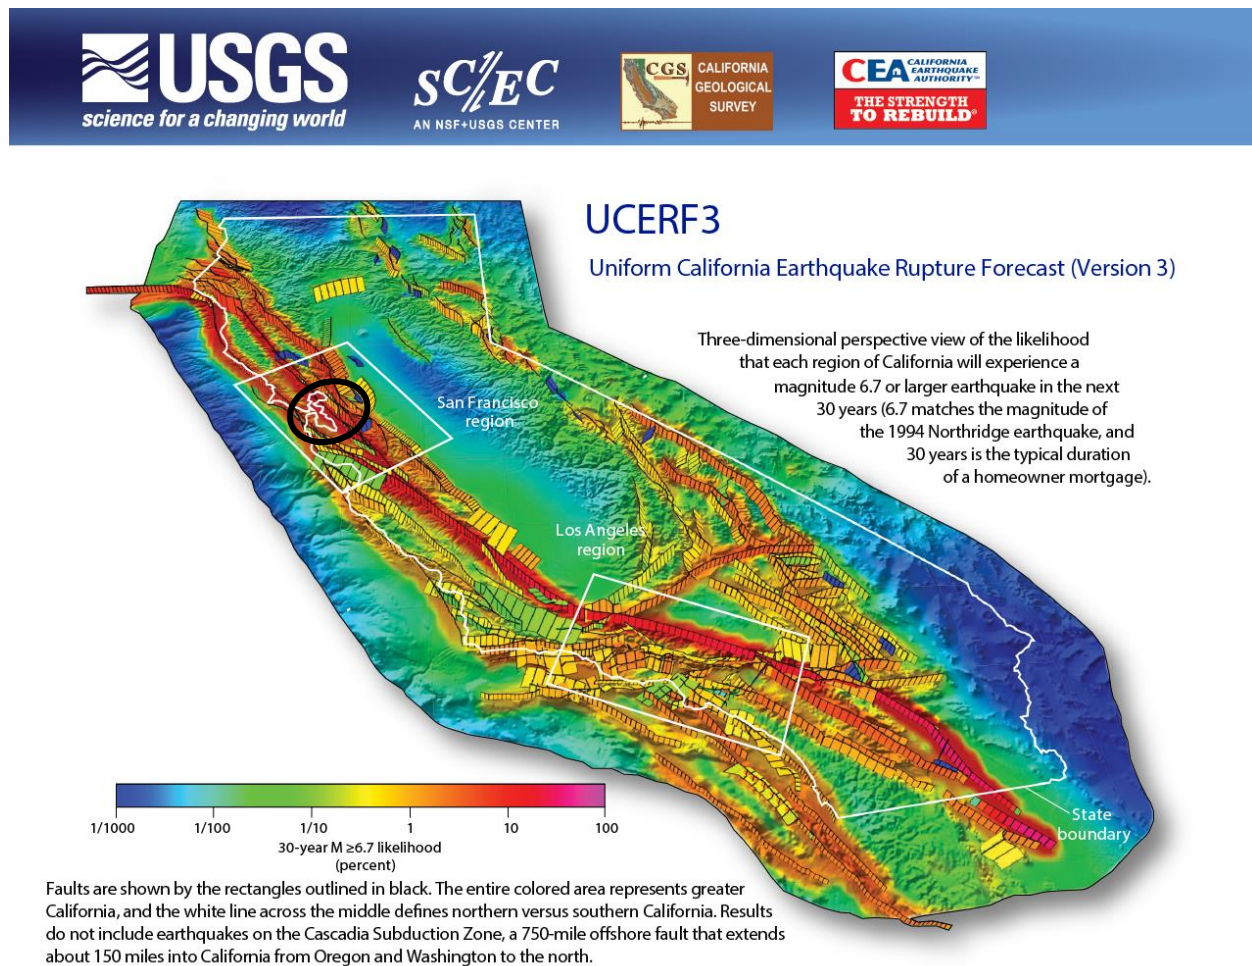 USGS
science for a changing world
SC//EC
AN NSF+USGS CENTER
CGS
CALIFORNIA
GEOLOGICAL
SURVEY
CEA CALIFORNIA
EARTHQUAKE
AUTHORITY™
THE STRENGTH
TO REBUILD®
UCERF3
Uniform California Earthquake Rupture Forecast (Version 3)
Three-dimensional perspective view of the likelihood
that each region of California will experience a
magnitude 6.7 or larger earthquake in the next
30 years (6.7 matches the magnitude of
the 1994 Northridge earthquake, and
30 years is the typical duration
of a homeowner mortgage).
San Francisco
region
Los Angeles
region
State
boundary
1/1000 1/100 1/10 1 10 100
30-year M ≥6.7 likelihood
(percent)
Faults are shown by the rectangles outlined in black. The entire colored area represents greater
California, and the white line across the middle defines northern versus southern California. Results
do not include earthquakes on the Cascadia Subduction Zone, a 750-mile offshore fault that extends
about 150 miles into California from Oregon and Washington to the north.